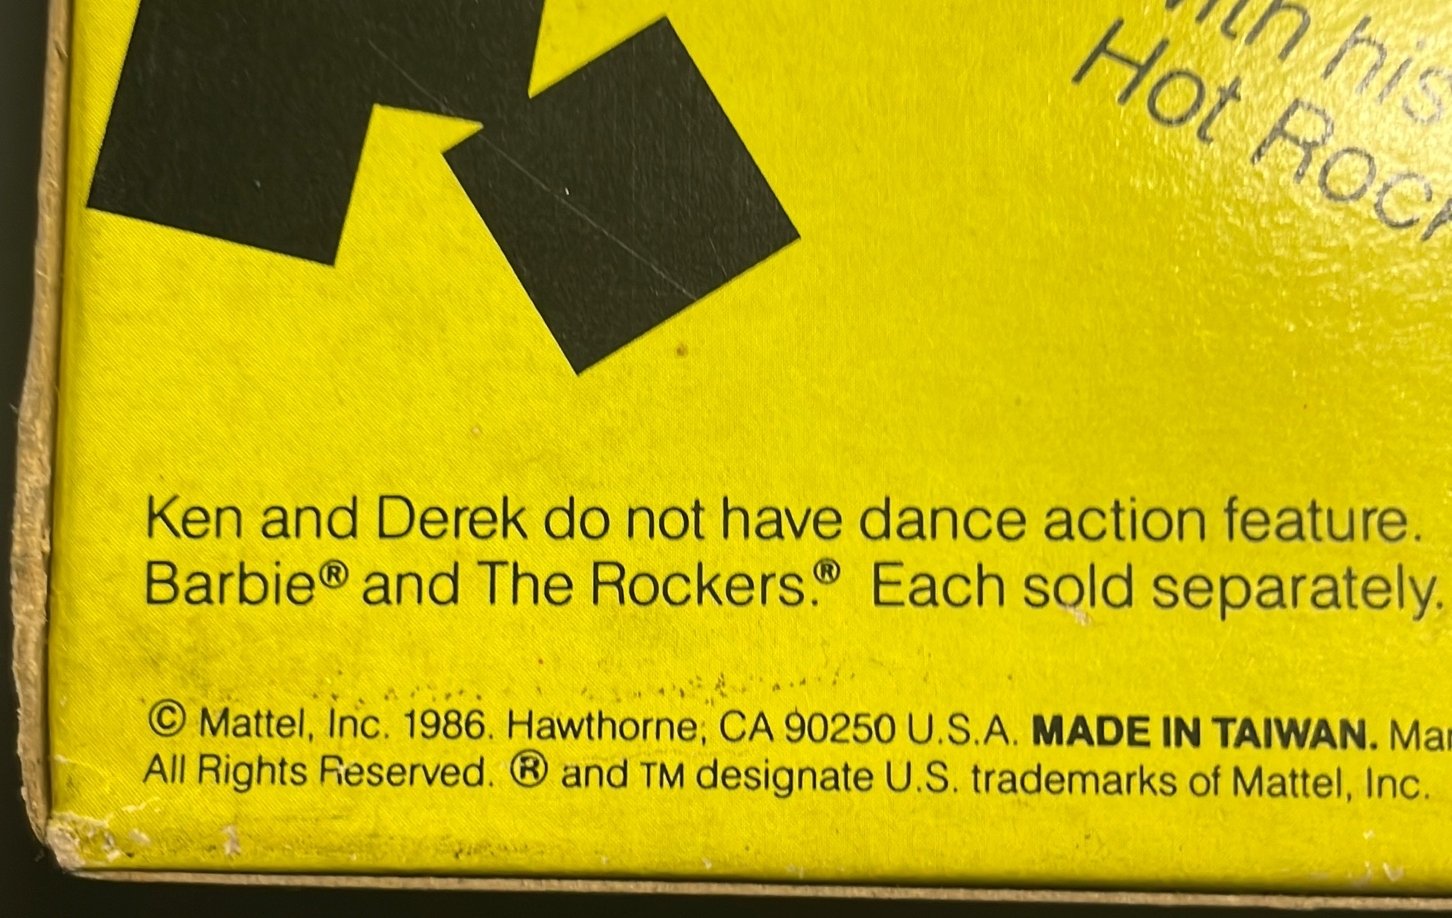 his
Hot
Ken and Derek do not have dance action feature.
Barbie® and The Rockers.® Each sold separately.
© Mattel, Inc. 1986. Hawthorne, CA 90250 U.S.A. MADE IN TAIWAN.
All Rights Reserved. ® and TM designate U.S. trademarks of Mattel, Inc.